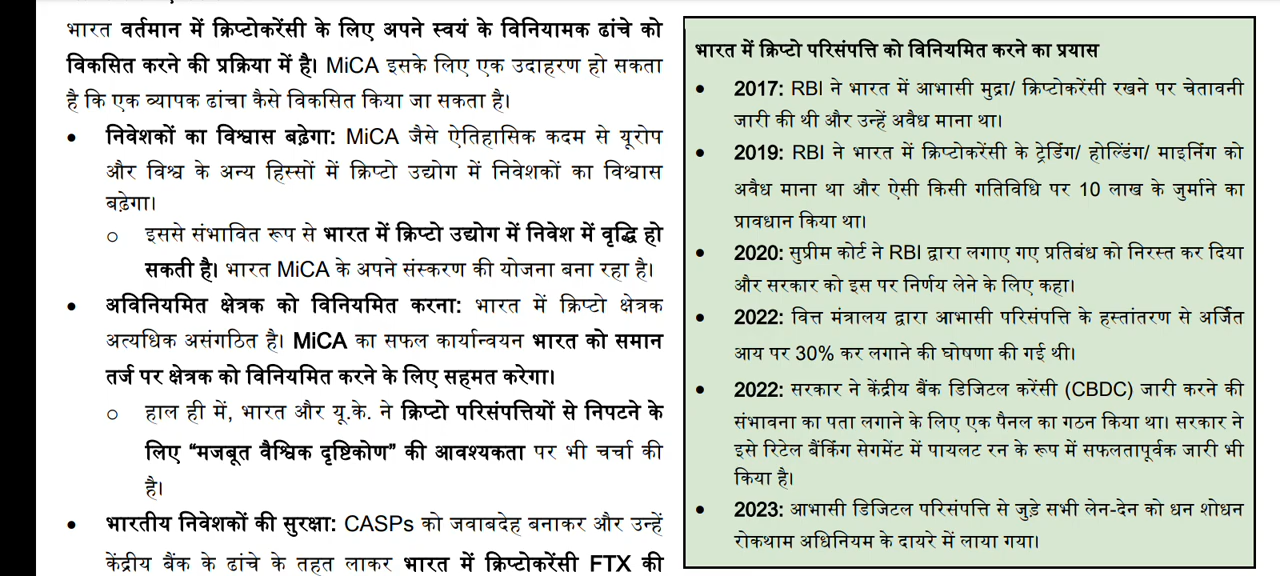 भारत वर्तमान में क्रिप्टोकरेंसी के लिए अपने स्वयं के विनियामक ढांचे को
विकसित करने की प्रक्रिया में है। MiCA इसके लिए एक उदाहरण हो सकता
है कि एक व्यापक ढांचा कैसे विकसित किया जा सकता है।
• निवेशकों का विश्वास बढ़ेगा: MiCA जैसे ऐतिहासिक कदम से यूरोप
और विश्व के अन्य हिस्सों में क्रिप्टो उद्योग में निवेशकों का विश्वास
बढ़ेगा।
o इससे संभावित रूप से भारत में क्रिप्टो उद्योग में निवेश में वृद्धि हो
सकती है। भारत MiCA के अपने संस्करण की योजना बना रहा है।
• अविनियमित क्षेत्रक को विनियमित करना: भारत में क्रिप्टो क्षेत्रक
अत्यधिक असंगठित है। MiCA का सफल कार्यान्वयन भारत को समान
तर्ज पर क्षेत्रक को विनियमित करने के लिए सहमत करेगा।
o हाल ही में, भारत और यू.के. ने क्रिप्टो परिसंपत्तियों से निपटने के
लिए “मजबूत वैश्विक दृष्टिकोण” की आवश्यकता पर भी चर्चा की
है।
• भारतीय निवेशकों की सुरक्षा: CASPs को जवाबदेह बनाकर और उन्हें
केंद्रीय बैंक के ढांचे के तहत लाकर भारत में क्रिप्टोकरेंसी FTX की
भारत में क्रिप्टो परिसंपत्ति को विनियमित करने का प्रयास
• 2017: RBI ने भारत में आभासी मुद्रा/ क्रिप्टोकरेंसी रखने पर चेतावनी
जारी की थी और उन्हें अवैध माना था।
• 2019: RBI ने भारत में क्रिप्टोकरेंसी के ट्रेडिंग/ होल्डिंग/ माइनिंग को
अवैध माना था और ऐसी किसी गतिविधि पर 10 लाख के जुर्माने का
प्रावधान किया था।
• 2020: सुप्रीम कोर्ट ने RBI द्वारा लगाए गए प्रतिबंध को निरस्त कर दिया
और सरकार को इस पर निर्णय लेने के लिए कहा।
• 2022: वित्त मंत्रालय द्वारा आभासी परिसंपत्ति के हस्तांतरण से अर्जित
आय पर 30% कर लगाने की घोषणा की गई थी।
• 2022: सरकार ने केंद्रीय बैंक डिजिटल करेंसी (CBDC) जारी करने की
संभावना का पता लगाने के लिए एक पैनल का गठन किया था। सरकार ने
इसे रिटेल बैंकिंग सेगमेंट में पायलट रन के रूप में सफलतापूर्वक जारी भी
किया है।
• 2023: आभासी डिजिटल परिसंपत्ति से जुड़े सभी लेन-देन को धन शोधन
रोकथाम अधिनियम के दायरे में लाया गया।